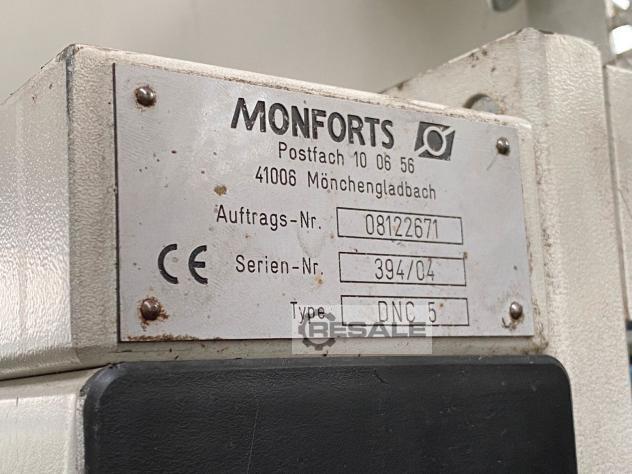 MONFORTS
Postfach 10 06 56
41006 Mönchengladbach
Auftrags-Nr. 08122671
CE Serien-Nr. 394/04
Type DNC 5
RESALE